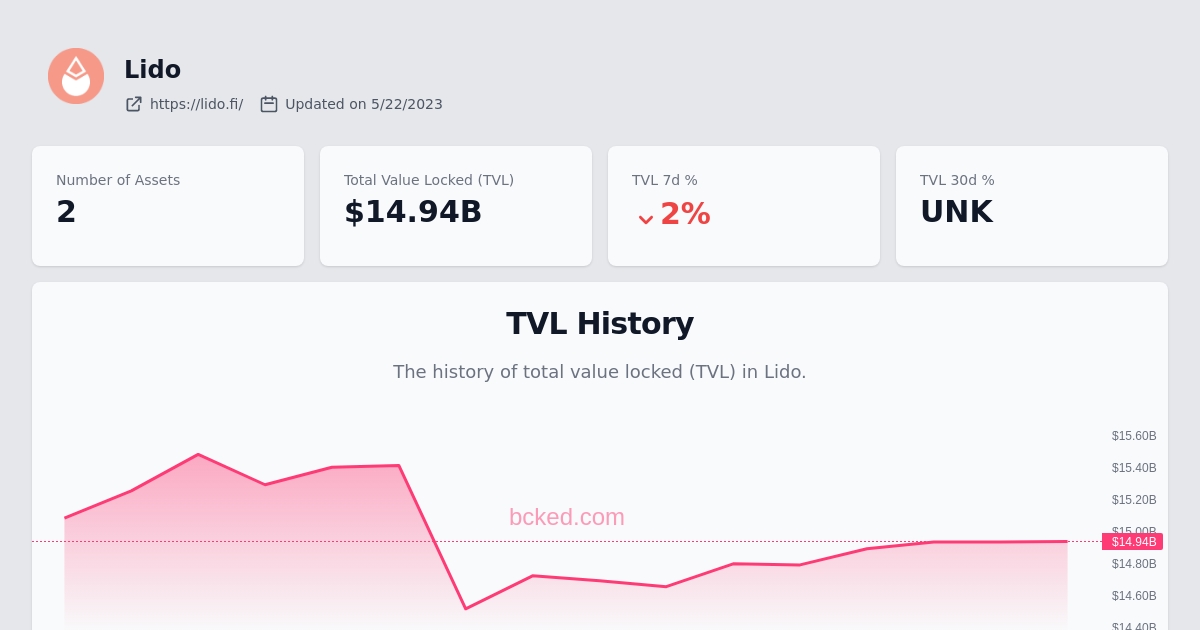 Lido
https://lido.fi/ Updated on 5/22/2023
Number of Assets
2
Total Value Locked (TVL)
$14.94B
TVL 7d %
2%
TVL 30d %
UNK
TVL History
The history of total value locked (TVL) in Lido.
$15.60B
$15.40B
$15.20B
bcked.com
$15.00B
$14.94B
$14.80B
$14.60B
$14.40B